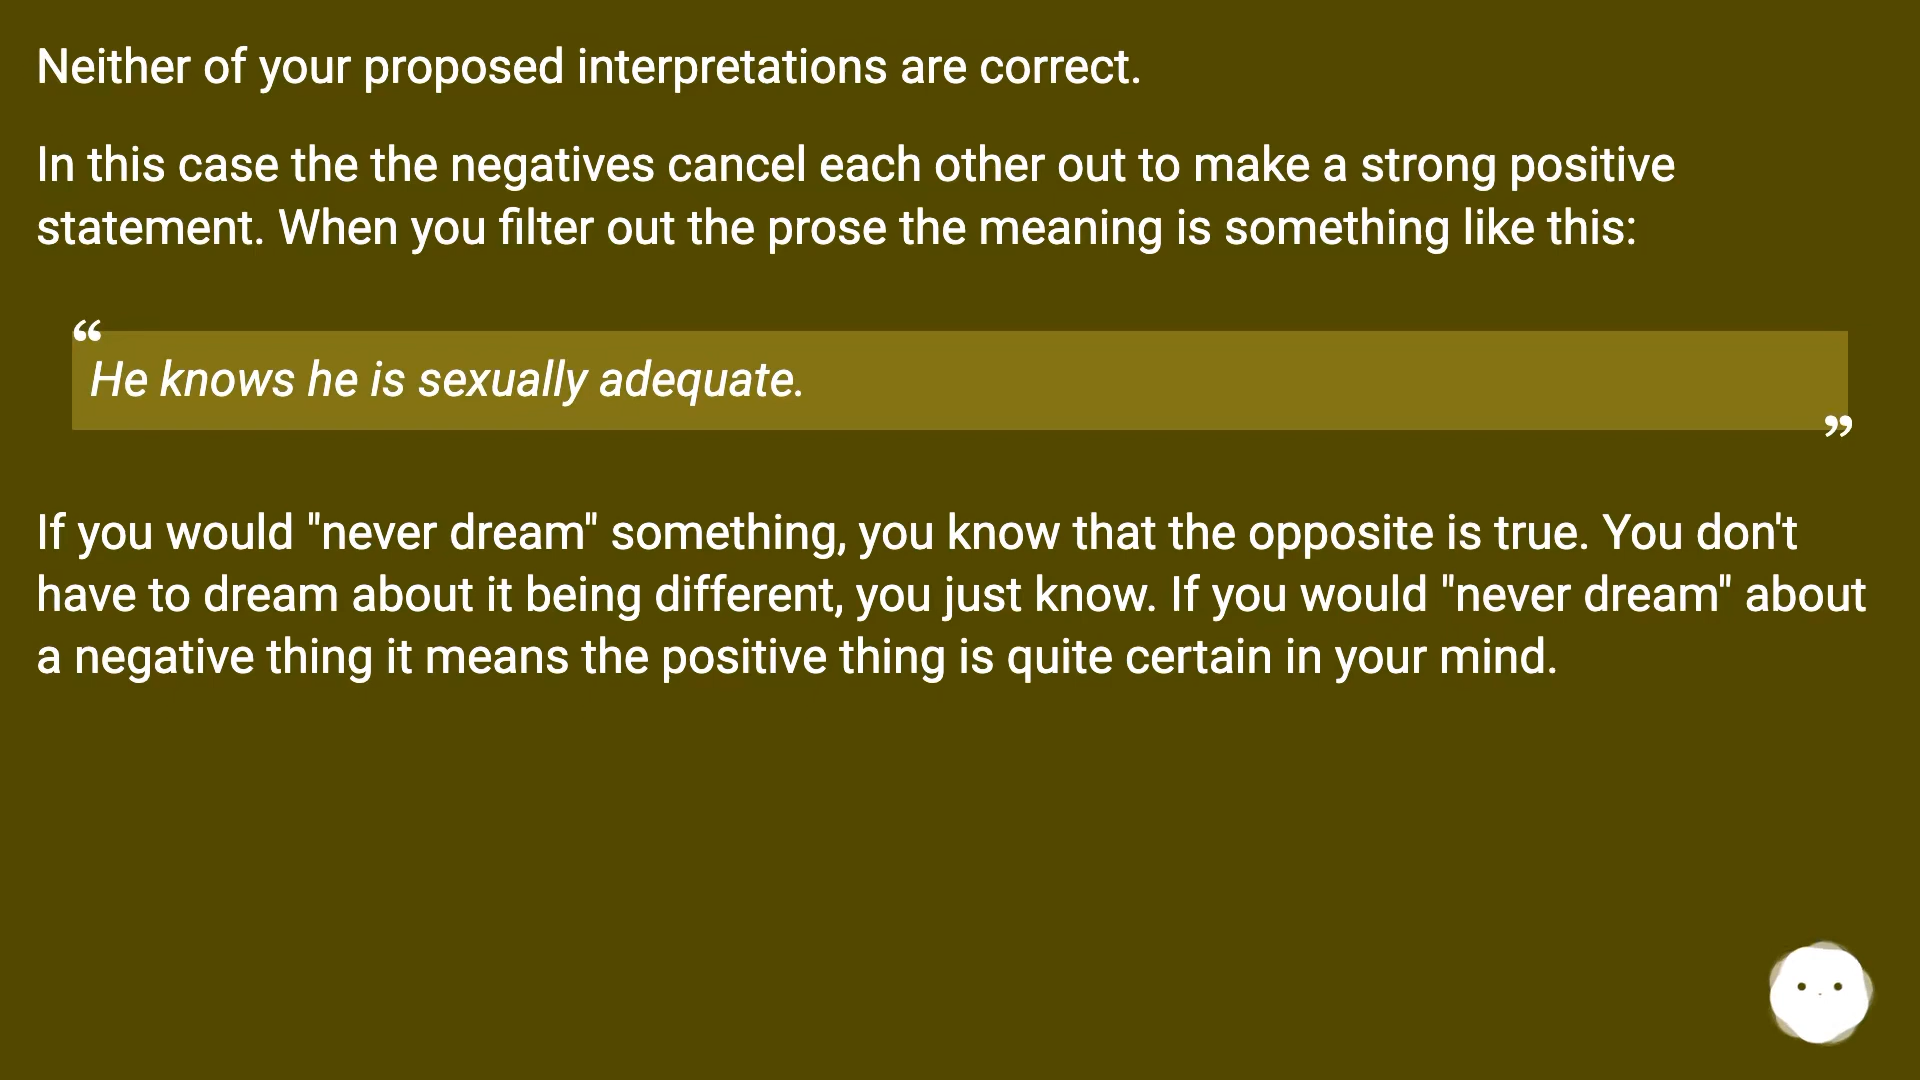 Neither of your proposed interpretations are correct.
In this case the the negatives cancel each other out to make a strong positive
statement. When you filter out the prose the meaning is something like this:
“
He knows he is sexually adequate.
”
If you would "never dream" something, you know that the opposite is true. You don't
have to dream about it being different, you just know. If you would "never dream" about
a negative thing it means the positive thing is quite certain in your mind.